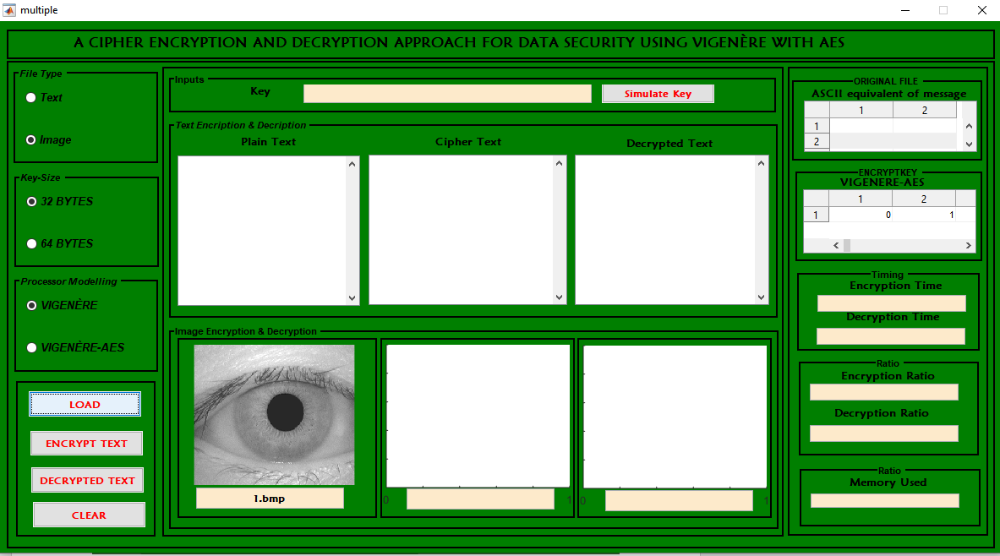 multiple
A CIPHER ENCRYPTION AND DECRYPTION APPROACH FOR DATA SECURITY USING VIGENÈRE WITH AES
File Type
Text
Image
Key-Size
32 BYTES
64 BYTES
Processor Modelling
VIGENÈRE
VIGENÈRE-AES
LOAD
ENCRYPT TEXT
DECRYPTED TEXT
CLEAR
Inputs
Key
Simulate Key
Text Encription & Decription
Plain Text
Cipher Text
Decrypted Text
Image Encryption & Decryption
1.bmp
0 1
0 1
ORIGINAL FILE
ASCII equivalent of message
1 2
1
2
ENCRYPTKEY
VIGENERE-AES
1 2
1 0 1
Timing
Encryption Time
Decryption Time
Ratio
Encryption Ratio
Decryption Ratio
Ratio
Memory Used